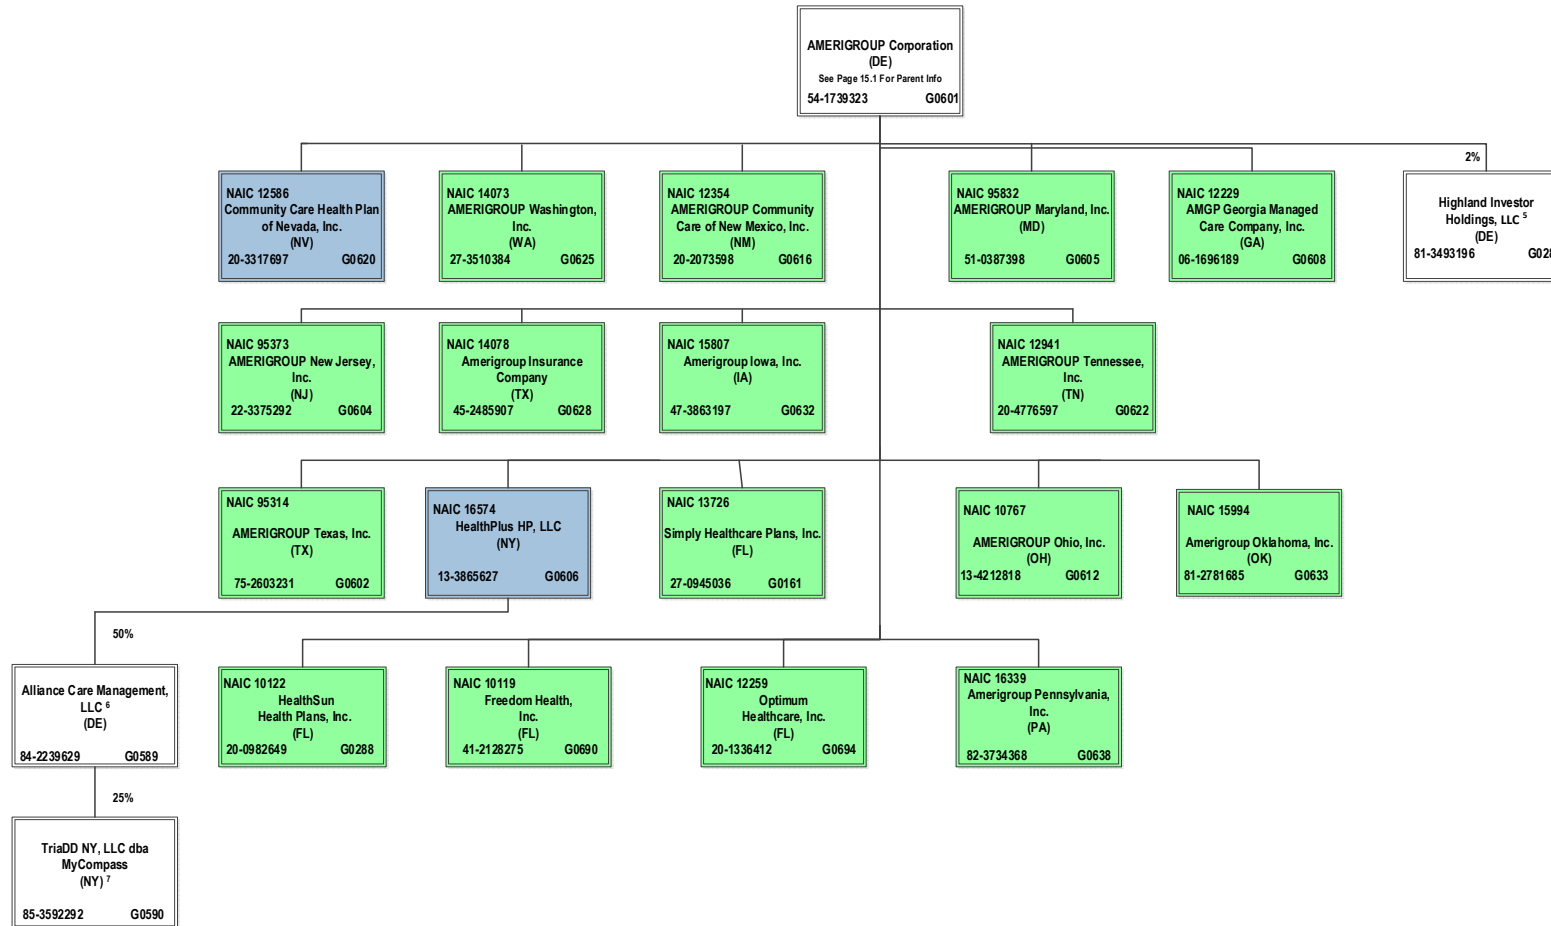 AMERIGROUP Corporation
(DE)
See Page 15.1 For Parent Info
54-1739323 G0601
2%
NAIC 12586
Community Care Health Plan
of Nevada, Inc.
(NV)
20-3317697 G0620
NAIC 14073
AMERIGROUP Washington,
Inc.
(WA)
27-3510384 G0625
NAIC 12354
AMERIGROUP Community
Care of New Mexico, Inc.
(NM)
20-2073598 G0616
NAIC 95832
AMERIGROUP Maryland, Inc.
(MD)
51-0387398 G0605
NAIC 12229
AMGP Georgia Managed
Care Company, Inc.
(GA)
06-1696189 G0608
Highland Investor
Holdings, LLC 5
(DE)
81-3493196 G028
NAIC 95373
AMERIGROUP New Jersey,
Inc.
(NJ)
22-3375292 G0604
NAIC 14078
Amerigroup Insurance
Company
(TX)
45-2485907 G0628
NAIC 15807
Amerigroup Iowa, Inc.
(IA)
47-3863197 G0632
NAIC 12941
AMERIGROUP Tennessee,
Inc.
(TN)
20-4776597 G0622
NAIC 95314
AMERIGROUP Texas, Inc.
(TX)
75-2603231 G0602
NAIC 16574
HealthPlus HP, LLC
(NY)
13-3865627 G0606
NAIC 13726
Simply Healthcare Plans, Inc.
(FL)
27-0945036 G0161
NAIC 10767
AMERIGROUP Ohio, Inc.
(OH)
13-4212818 G0612
NAIC 15994
Amerigroup Oklahoma, Inc.
(OK)
81-2781685 G0633
50%
Alliance Care Management,
LLC 6
(DE)
84-2239629 G0589
NAIC 10122
HealthSun
Health Plans, Inc.
(FL)
20-0982649 G0288
NAIC 10119
Freedom Health,
Inc.
(FL)
41-2128275 G0690
NAIC 12259
Optimum
Healthcare, Inc.
(FL)
20-1336412 G0694
NAIC 16339
Amerigroup Pennsylvania,
Inc.
(PA)
82-3734368 G0638
25%
TriaDD NY, LLC dba
MyCompass
(NY) 7
85-3592292 G0590